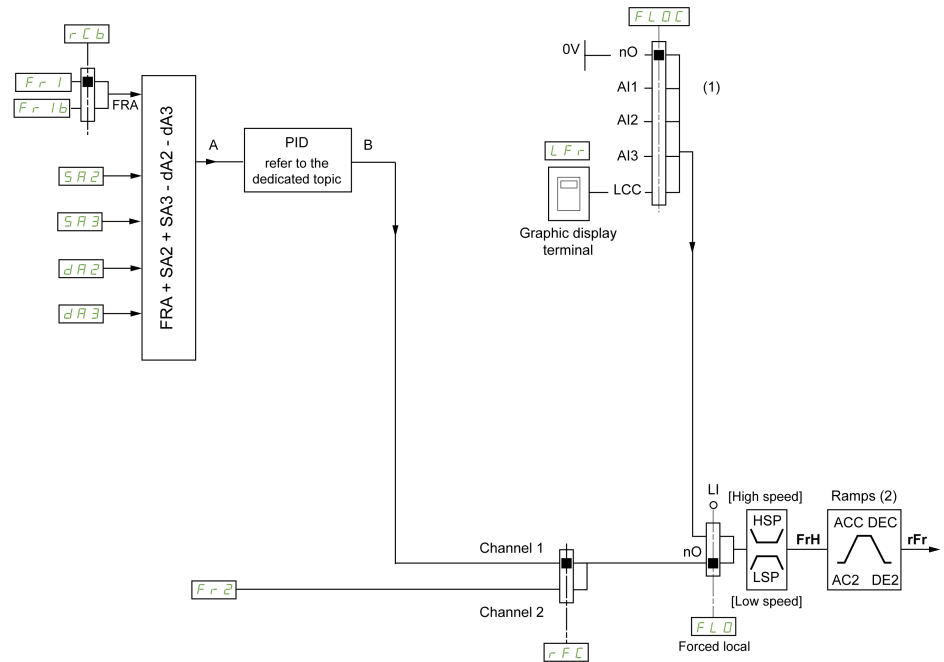 rCb
FLOC
0V
nO
Fr1
AI1
(1)
Fr1b
FRA
AI2
FRA + SA2 + SA3 - dA2 - dA3
A
PID
refer to the
dedicated topic
B
LFr
AI3
SA2
LCC
SA3
Graphic display
terminal
dA2
dA3
LI
[High speed]
Ramps (2)
HSP
ACC DEC
FrH
rFr
Channel 1
nO
LSP
AC2 DE2
Fr2
Channel 2
[Low speed]
FLO
Forced local
rFC